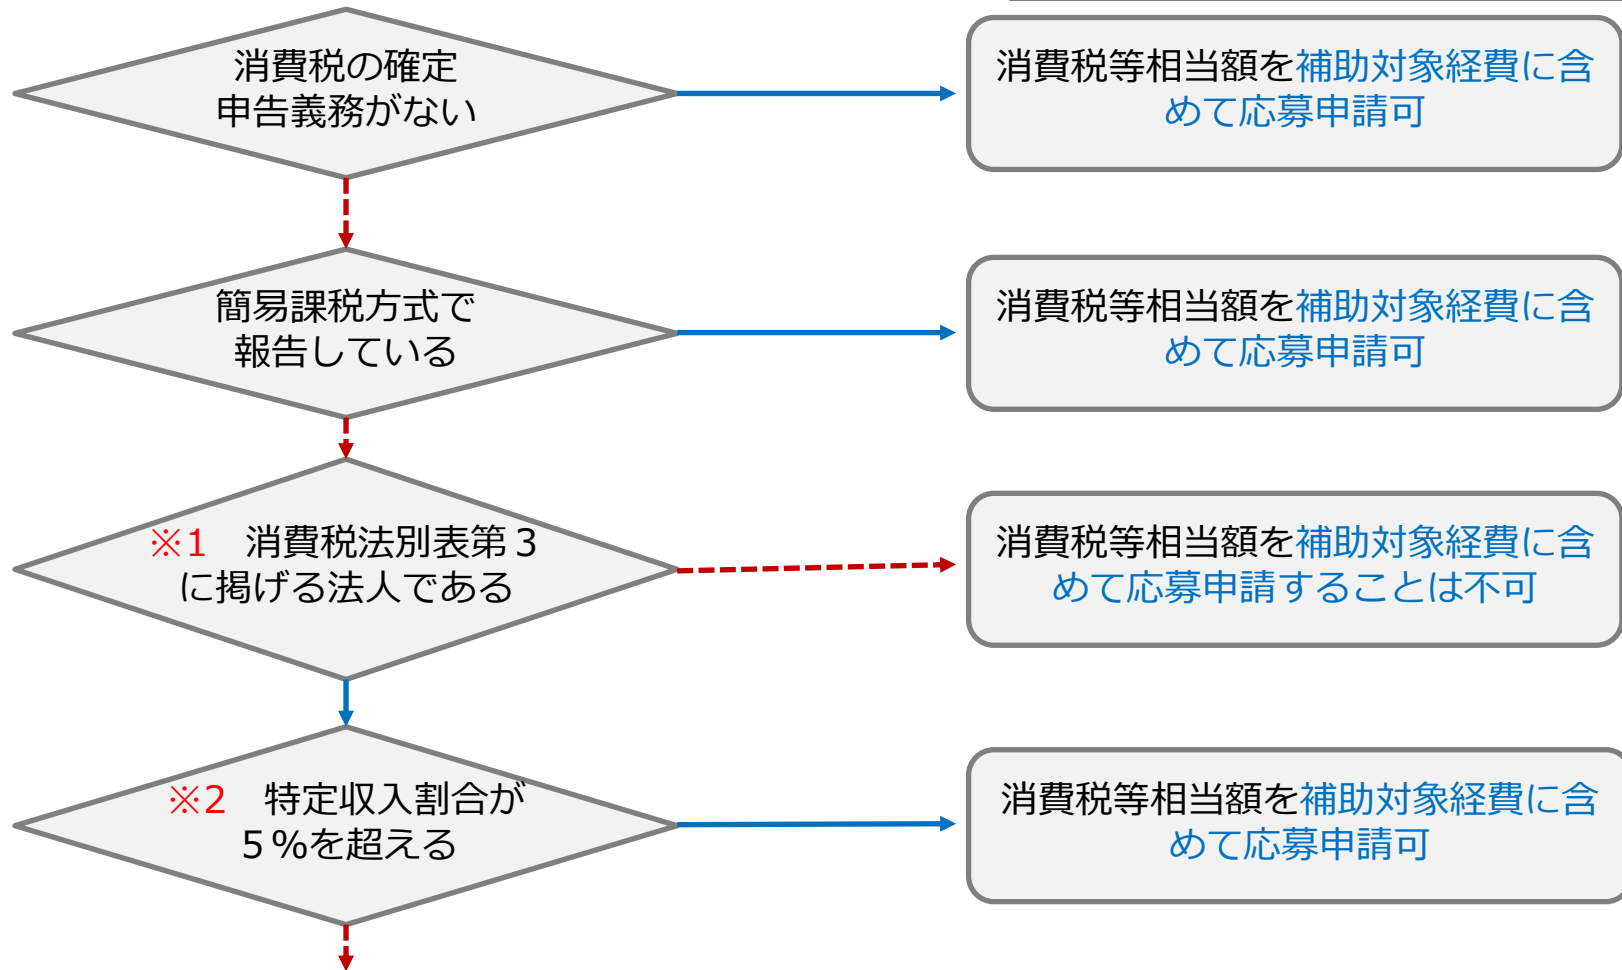 消費税の確定
申告義務がない
消費税等相当額を補助対象経費に含
めて応募申請可
簡易課税方式で
報告している
消費税等相当額を補助対象経費に含
めて応募申請可
※1　消費税法別表第３
に掲げる法人である
消費税等相当額を補助対象経費に含
めて応募申請することは不可
※2　特定収入割合が
５％を超える
消費税等相当額を補助対象経費に含
めて応募申請可